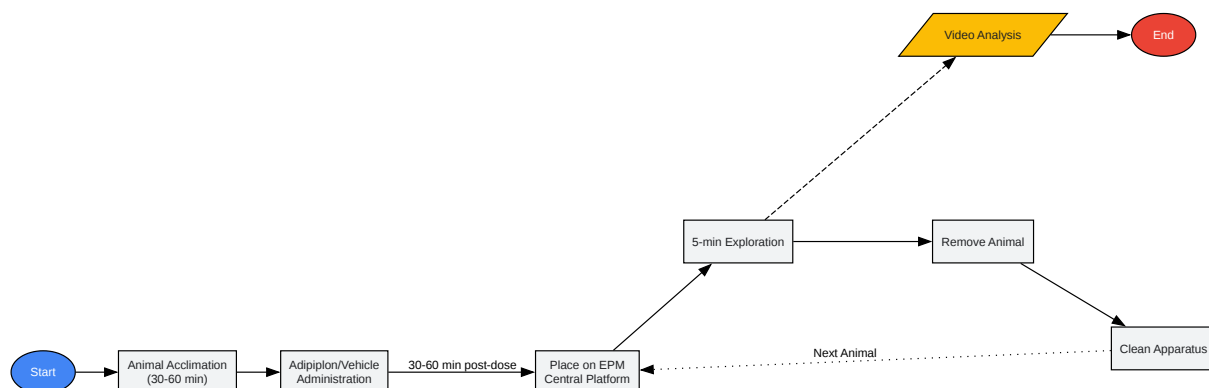 Start
Animal Acclimation
(30-60 min)
Adipiplon/Vehicle
Administration
30-60 min post-dose
Place on EPM
Central Platform
5-min Exploration
Video Analysis
End
Remove Animal
Clean Apparatus
Next Animal